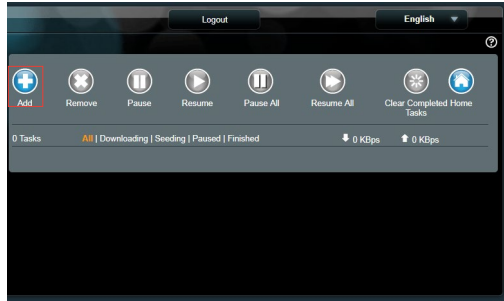 Logout English
?
Add Remove Pause Resume Pause All Resume All Clear Completed Home
Tasks
0 Tasks All | Downloading | Seeding | Paused | Finished 0 KBps 0 KBps